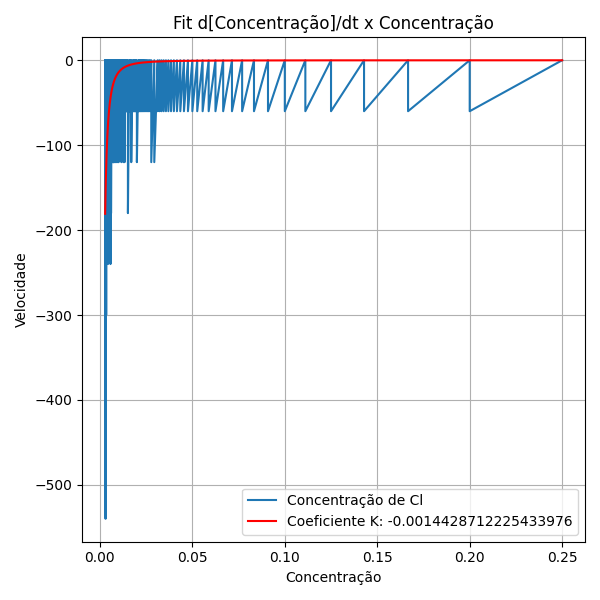 Fit d[Concentração]/dt x Concentração
0
−100
−200
−300
−400
−500
Velocidade
0.00 0.05 0.10 0.15 0.20 0.25
Concentração
Concentração de Cl
Coeficiente K: -0.0014428712225433976